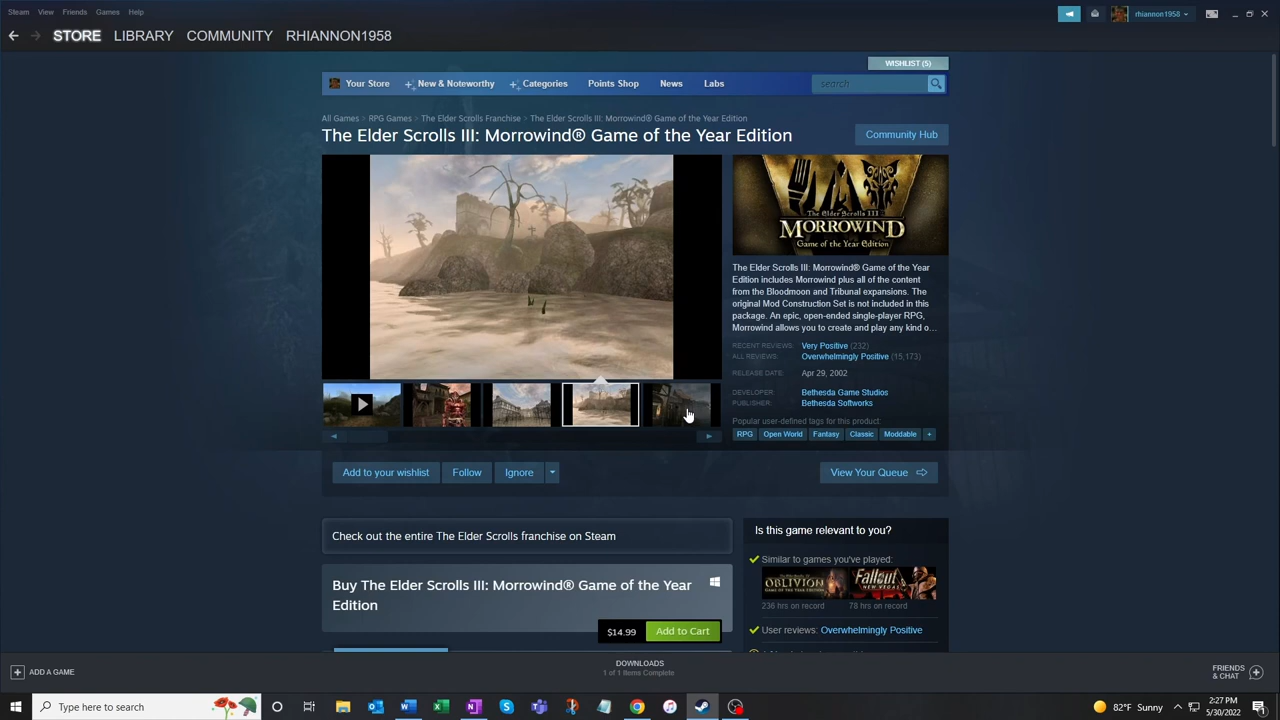 Steam View Friends Games Help
rhiannon1958
STORE LIBRARY COMMUNITY RHIANNON1958
WISHLIST (5)
Your Store New & Noteworthy Categories Points Shop News Labs
search
All Games > RPG Games > The Elder Scrolls Franchise > The Elder Scrolls III: Morrowind® Game of the Year Edition
The Elder Scrolls III: Morrowind® Game of the Year Edition
Community Hub
The Elder Scrolls III
MORROWIND
Game of the Year Edition
The Elder Scrolls III: Morrowind® Game of the Year
Edition includes Morrowind plus all of the content
from the Bloodmoon and Tribunal expansions. The
original Mod Construction Set is not included in this
package. An epic, open-ended single-player RPG,
Morrowind allows you to create and play any kind o...
RECENT REVIEWS: Very Positive (232)
ALL REVIEWS: Overwhelmingly Positive (15,173)
RELEASE DATE: Apr 29, 2002
DEVELOPER: Bethesda Game Studios
PUBLISHER: Bethesda Softworks
Popular user-defined tags for this product:
RPG Open World Fantasy Classic Moddable +
Add to your wishlist Follow Ignore
View Your Queue
Check out the entire The Elder Scrolls franchise on Steam
Buy The Elder Scrolls III: Morrowind® Game of the Year
Edition
$14.99 Add to Cart
Is this game relevant to you?
Similar to games you've played:
OBLIVION
Fallout
236 hrs on record 78 hrs on record
User reviews: Overwhelmingly Positive
ADD A GAME
DOWNLOADS
1 of 1 Items Complete
FRIENDS
& CHAT
Type here to search
82°F Sunny
2:27 PM
5/30/2022